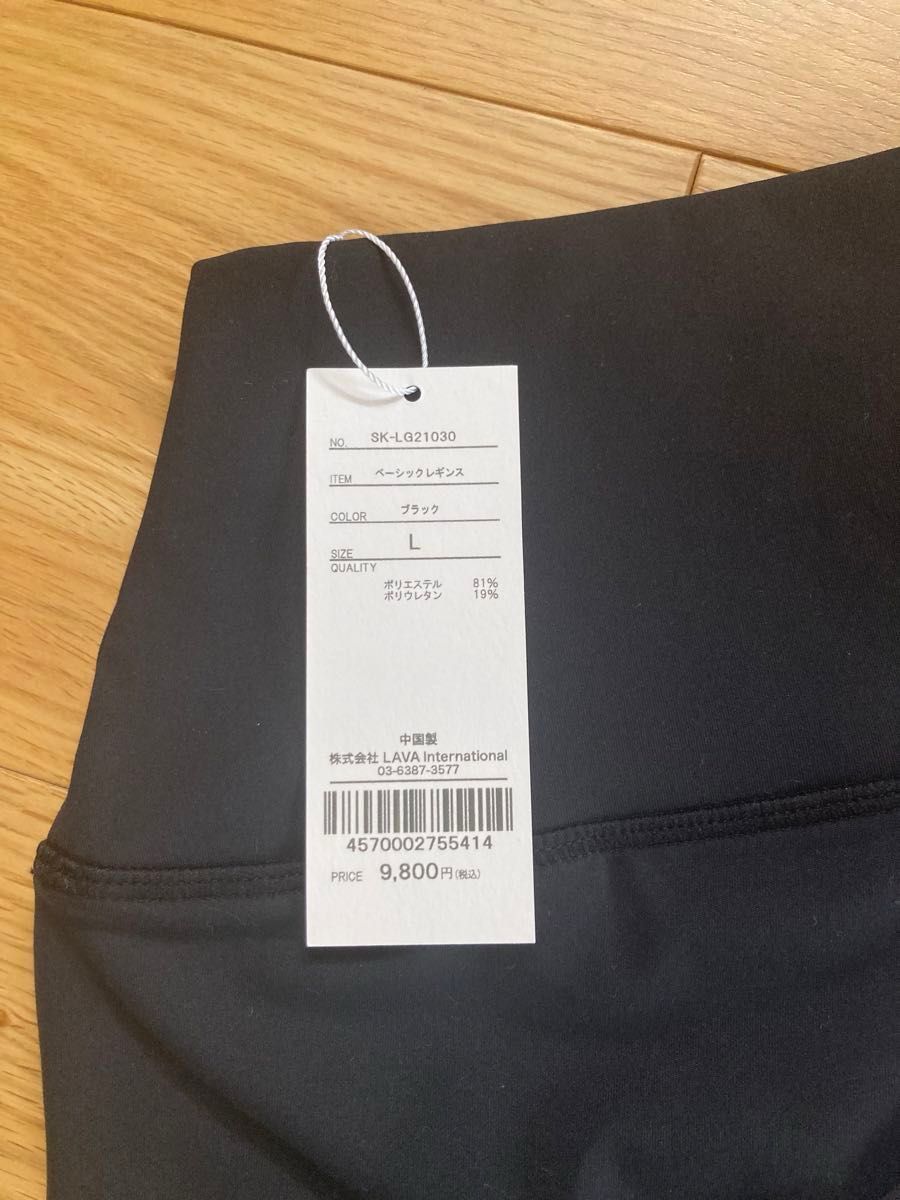 NO. SK-LG21030
ITEM ベーシックレギンス
COLOR ブラック
SIZE L
QUALITY
ポリエステル 81%
ポリウレタン 19%
中国製
株式会社 LAVA International
03-6387-3577
4570002755414
PRICE 9,800円(税込)